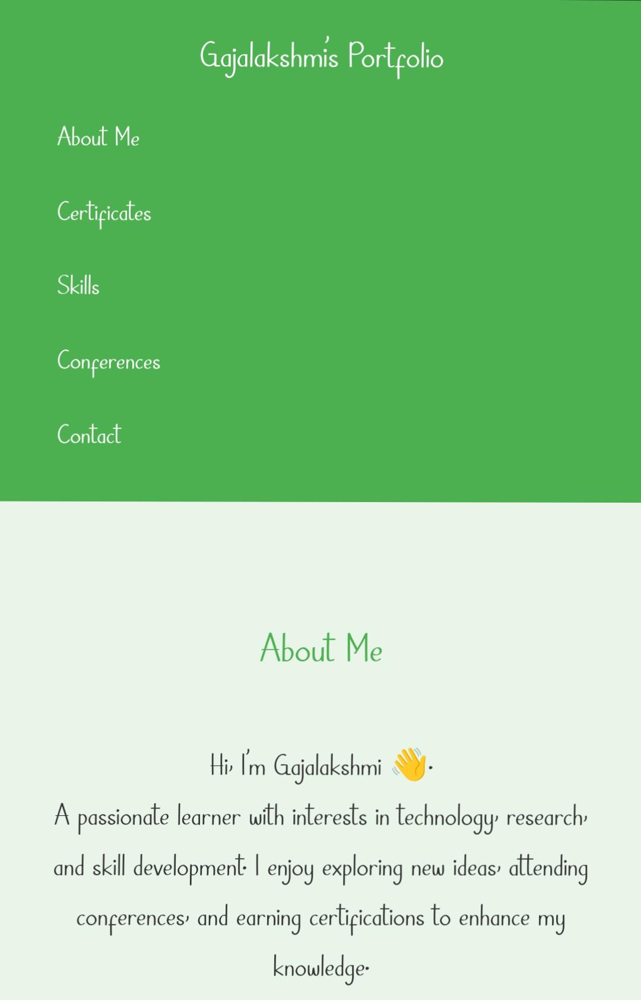 Gajalakshmi's Portfolio
About Me
Certificates
Skills
Conferences
Contact
About Me
Hi, I'm Gajalakshmi 👋.
A passionate learner with interests in technology, research,
and skill development. I enjoy exploring new ideas, attending
conferences, and earning certifications to enhance my
knowledge.